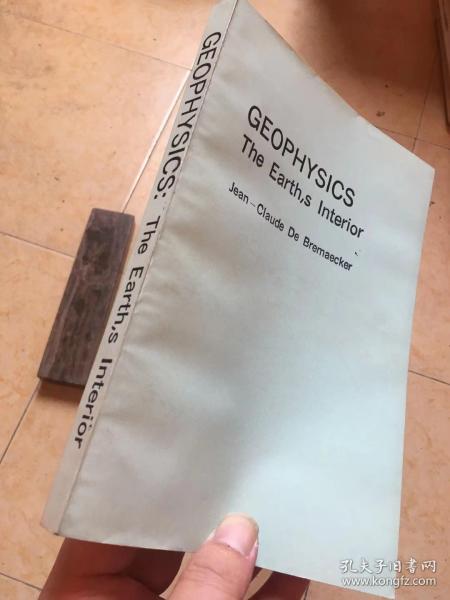 GEOPHYSICS: The Earth,s Interior
GEOPHYSICS
The Earth,s Interior
Jean-Claude De Bremaecker
孔夫子旧书网
www.kongfz.com